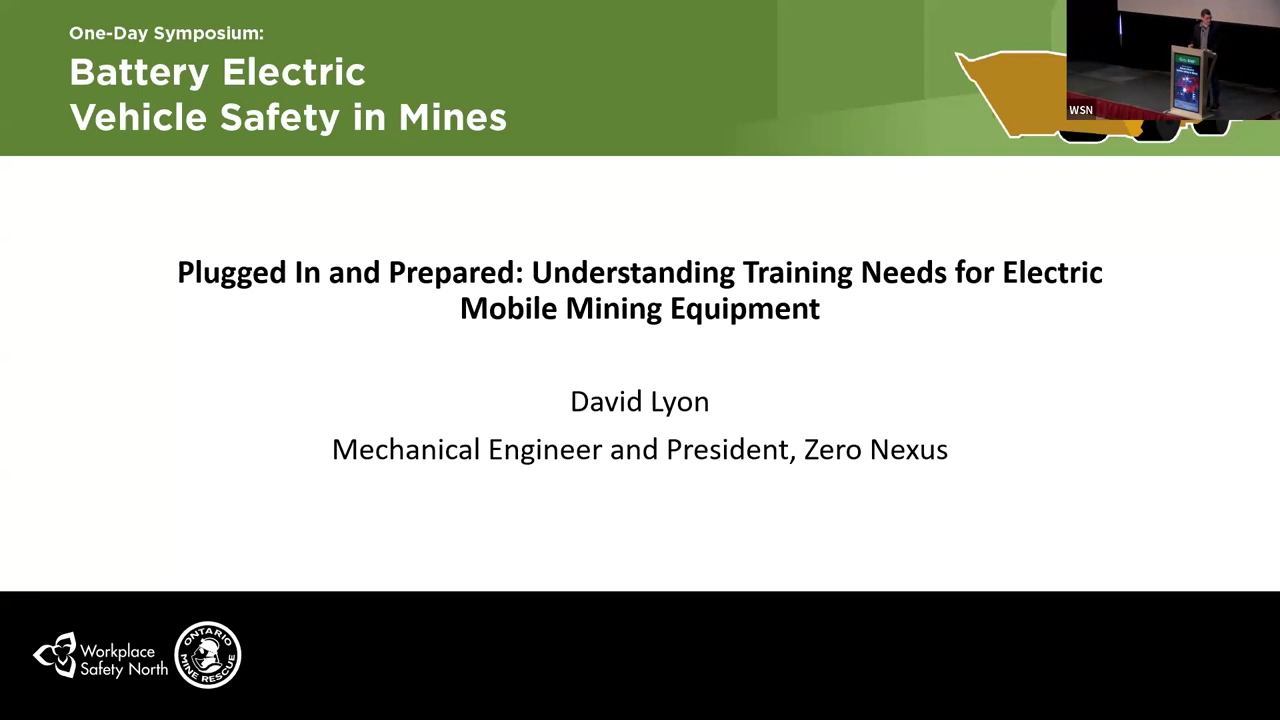 One-Day Symposium:
Battery Electric
Vehicle Safety in Mines
WSN
Plugged In and Prepared: Understanding Training Needs for Electric
Mobile Mining Equipment
David Lyon
Mechanical Engineer and President, Zero Nexus
Workplace
Safety North
ONTARIO
MINE RESCUE